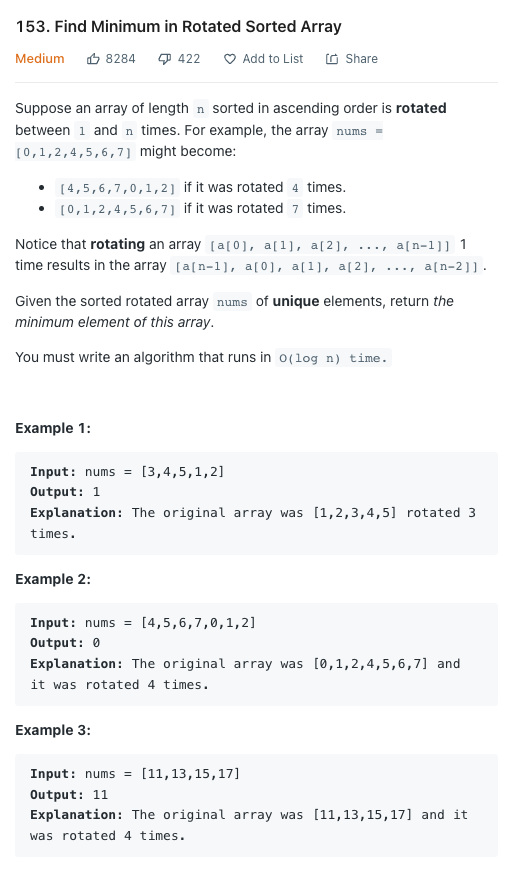 153. Find Minimum in Rotated Sorted Array
Medium 8284 422 Add to List Share
Suppose an array of length n sorted in ascending order is rotated
between 1 and n times. For example, the array nums =
[0,1,2,4,5,6,7] might become:
• [4,5,6,7,0,1,2] if it was rotated 4 times.
• [0,1,2,4,5,6,7] if it was rotated 7 times.
Notice that rotating an array [a[0], a[1], a[2], ..., a[n-1]] 1
time results in the array [a[n-1], a[0], a[1], a[2], ..., a[n-2]].
Given the sorted rotated array nums of unique elements, return the
minimum element of this array.
You must write an algorithm that runs in O(log n) time.
Example 1:
Input: nums = [3,4,5,1,2]
Output: 1
Explanation: The original array was [1,2,3,4,5] rotated 3
times.
Example 2:
Input: nums = [4,5,6,7,0,1,2]
Output: 0
Explanation: The original array was [0,1,2,4,5,6,7] and
it was rotated 4 times.
Example 3:
Input: nums = [11,13,15,17]
Output: 11
Explanation: The original array was [11,13,15,17] and it
was rotated 4 times.